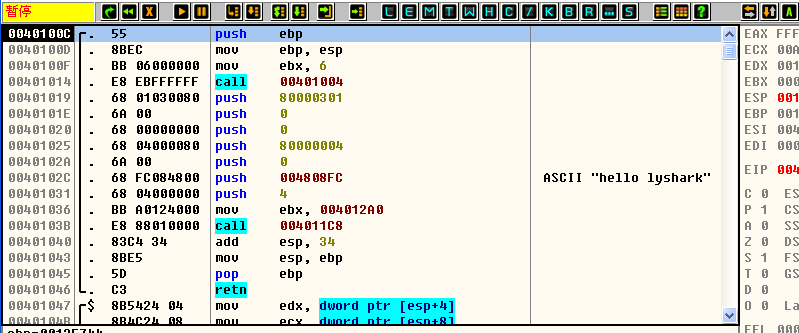 暂停 L E M T W H C / K B R ... S ?
0040100C . 55 push ebp
0040100D . 8BEC mov ebp, esp
0040100F . BB 06000000 mov ebx, 6
00401014 . E8 EBFFFFFF call 00401004
00401019 . 68 01030080 push 80000301
0040101E . 6A 00 push 0
00401020 . 68 00000000 push 0
00401025 . 68 04000080 push 80000004
0040102A . 6A 00 push 0
0040102C . 68 FC084800 push 004808FC ASCII "hello lyshark"
00401031 . 68 04000000 push 4
00401036 . BB A0124000 mov ebx, 004012A0
0040103B . E8 88010000 call 004011C8
00401040 . 83C4 34 add esp, 34
00401043 . 8BE5 mov esp, ebp
00401045 . 5D pop ebp
00401046 . C3 retn
00401047 $ 8B5424 04 mov edx, dword ptr [esp+4]
0040104B . 8B4C24 08 mov ecx, dword ptr [esp+8]
ebp=0012F744
A
EAX FFF
ECX 00A
EDX 001
EBX 000
ESP 001
EBP 001
ESI 004
EDI 000
EIP 004
C 0 ES
P 1 CS
A 0 SS
Z 0 DS
S 1 FS
T 0 GS
D 0
O 0 La
EFL 000